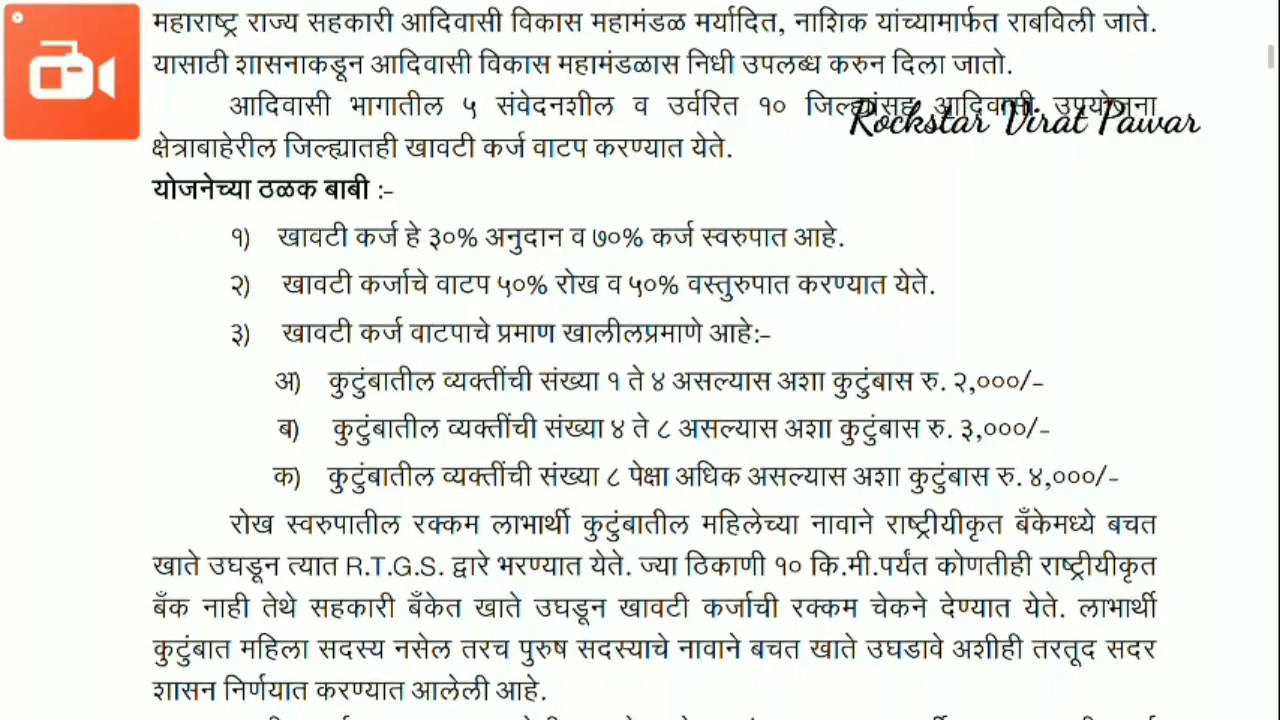 महाराष्ट्र राज्य सहकारी आदिवासी विकास महामंडळ मर्यादित, नाशिक यांच्यामार्फत राबविली जाते.
यासाठी शासनाकडून आदिवासी विकास महामंडळास निधी उपलब्ध करुन दिला जातो.
आदिवासी भागातील ५ संवेदनशील व उर्वरित १० जिल्ह्यांसह आदिवासी उपयोजना
Rockstar Virat Pawar
क्षेत्राबाहेरील जिल्ह्यातही खावटी कर्ज वाटप करण्यात येते.
योजनेच्या ठळक बाबी :-
१) खावटी कर्ज हे ३०% अनुदान व ७०% कर्ज स्वरुपात आहे.
२) खावटी कर्जाचे वाटप ५०% रोख व ५०% वस्तुरुपात करण्यात येते.
३) खावटी कर्ज वाटपाचे प्रमाण खालीलप्रमाणे आहे:-
अ) कुटुंबातील व्यक्तींची संख्या १ ते ४ असल्यास अशा कुटुंबास रु. २,०००/-
ब) कुटुंबातील व्यक्तींची संख्या ४ ते ८ असल्यास अशा कुटुंबास रु. ३,०००/-
क) कुटुंबातील व्यक्तींची संख्या ८ पेक्षा अधिक असल्यास अशा कुटुंबास रु. ४,०००/-
रोख स्वरुपातील रक्कम लाभार्थी कुटुंबातील महिलेच्या नावाने राष्ट्रीयीकृत बँकेमध्ये बचत
खाते उघडून त्यात R.T.G.S. द्वारे भरण्यात येते. ज्या ठिकाणी १० कि.मी.पर्यंत कोणतीही राष्ट्रीयीकृत
बँक नाही तेथे सहकारी बँकेत खाते उघडून खावटी कर्जाची रक्कम चेकने देण्यात येते. लाभार्थी
कुटुंबात महिला सदस्य नसेल तरच पुरुष सदस्याचे नावाने बचत खाते उघडावे अशीही तरतूद सदर
शासन निर्णयात करण्यात आलेली आहे.